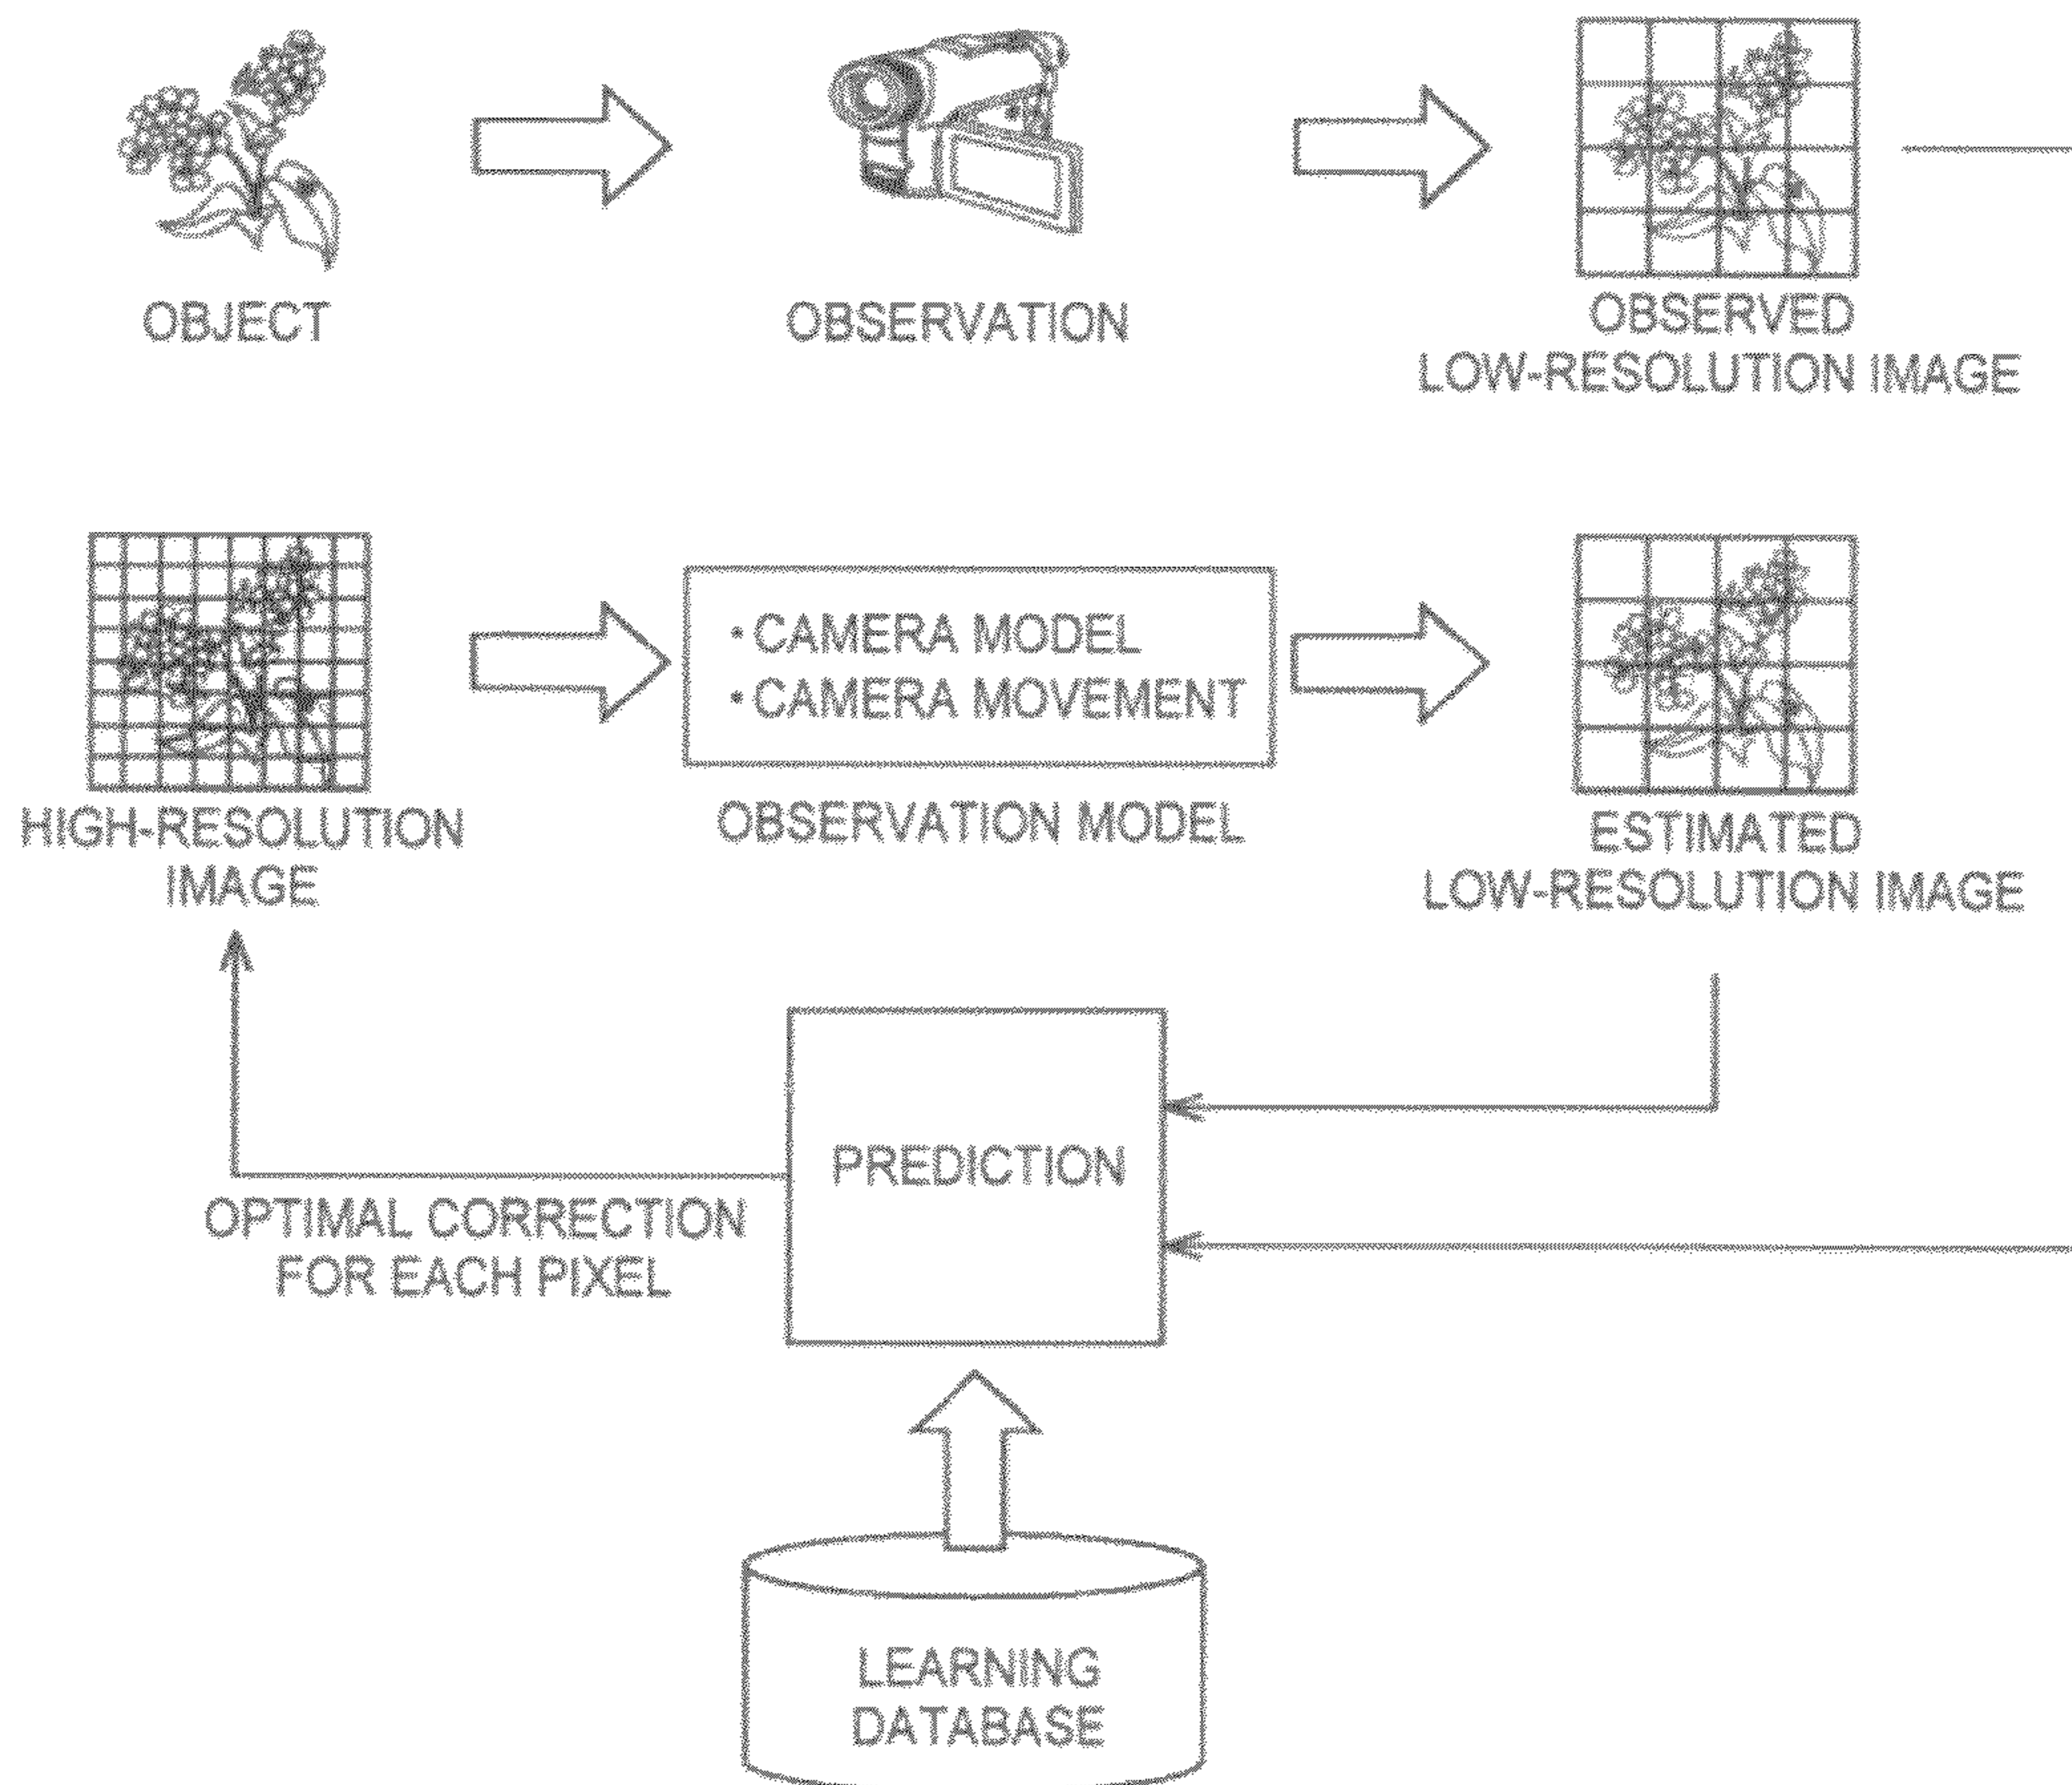 OBJECT
OBSERVATION
OBSERVED
LOW-RESOLUTION IMAGE
HIGH-RESOLUTION
IMAGE
• CAMERA MODEL
• CAMERA MOVEMENT
OBSERVATION MODEL
ESTIMATED
LOW-RESOLUTION IMAGE
PREDICTION
OPTIMAL CORRECTION
FOR EACH PIXEL
LEARNING
DATABASE